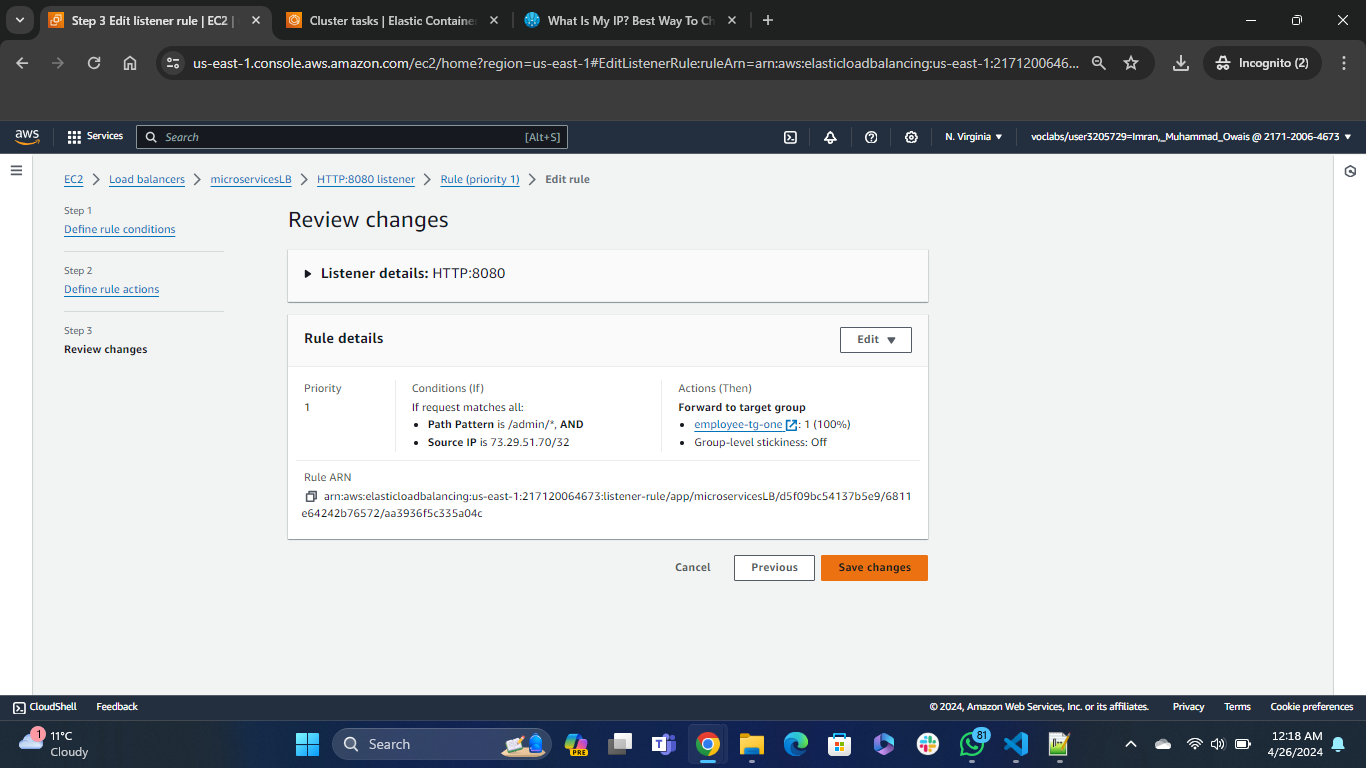 Step 3 Edit listener rule | EC2 |
Cluster tasks | Elastic Container
What Is My IP? Best Way To Ch
us-east-1.console.aws.amazon.com/ec2/home?region=us-east-1#EditListenerRule:ruleArn=arn:aws:elasticloadbalancing:us-east-1:2171200646...
Incognito (2)
aws
Services
Search
[Alt+S]
N. Virginia
voclabs/user3205729=Imran,_Muhammad_Owais @ 2171-2006-4673
EC2
Load balancers
microservicesLB
HTTP:8080 listener
Rule (priority 1)
Edit rule
Step 1
Define rule conditions
Step 2
Define rule actions
Step 3
Review changes
Review changes
Listener details: HTTP:8080
Rule details
Edit
Priority
1
Conditions (If)
If request matches all:
• Path Pattern is /admin/*, AND
• Source IP is 73.29.51.70/32
Actions (Then)
Forward to target group
• employee-tg-one : 1 (100%)
• Group-level stickiness: Off
Rule ARN
arn:aws:elasticloadbalancing:us-east-1:217120064673:listener-rule/app/microservicesLB/d5f09bc54137b5e9/6811
e64242b76572/aa3936f5c335a04c
Cancel
Previous
Save changes
CloudShell
Feedback
© 2024, Amazon Web Services, Inc. or its affiliates.
Privacy
Terms
Cookie preferences
1
11°C
Cloudy
Search
PRE
81
12:18 AM
4/26/2024